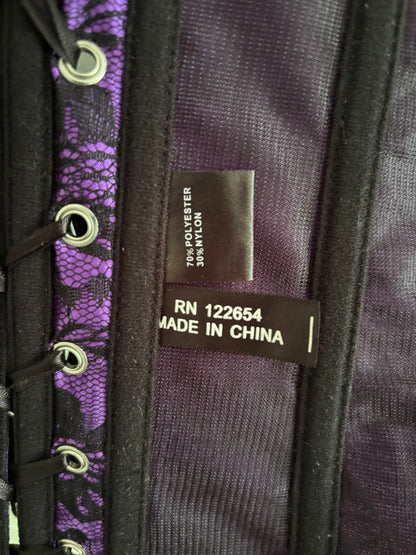 70%POLYESTER
30%NYLON
RN 122654
MADE IN CHINA